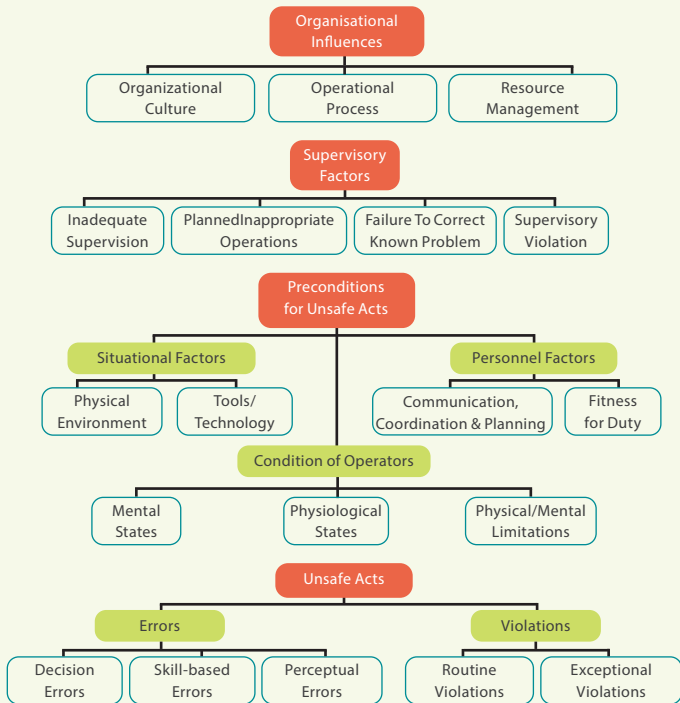 Organisational
Influences
Organizational
Culture
Operational
Process
Resource
Management
Supervisory
Factors
Inadequate
Supervision
PlannedInappropriate
Operations
Failure To Correct
Known Problem
Supervisory
Violation
Preconditions
for Unsafe Acts
Situational Factors
Personnel Factors
Physical
Environment
Tools/
Technology
Communication,
Coordination & Planning
Fitness
for Duty
Condition of Operators
Mental
States
Physiological
States
Physical/Mental
Limitations
Unsafe Acts
Errors
Violations
Decision
Errors
Skill-based
Errors
Perceptual
Errors
Routine
Violations
Exceptional
Violations